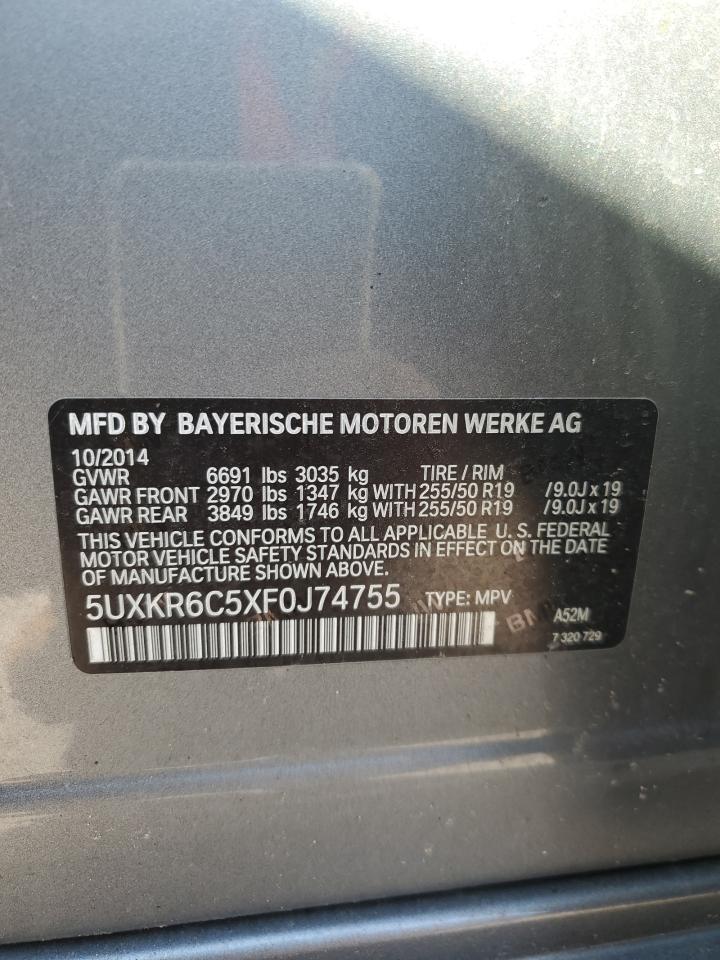 MFD BY BAYERISCHE MOTOREN WERKE AG
10/2014
GVWR 6691 lbs 3035 kg TIRE / RIM
GAWR FRONT 2970 lbs 1347 kg WITH 255/50 R19 /9.0J x 19
GAWR REAR 3849 lbs 1746 kg WITH 255/50 R19 /9.0J x 19
THIS VEHICLE CONFORMS TO ALL APPLICABLE U.S. FEDERAL
MOTOR VEHICLE SAFETY STANDARDS IN EFFECT ON THE DATE
OF MANUFACTURE SHOWN ABOVE.
5UXKR6C5XF0J74755 TYPE: MPV
BMW A52M
7 320 729